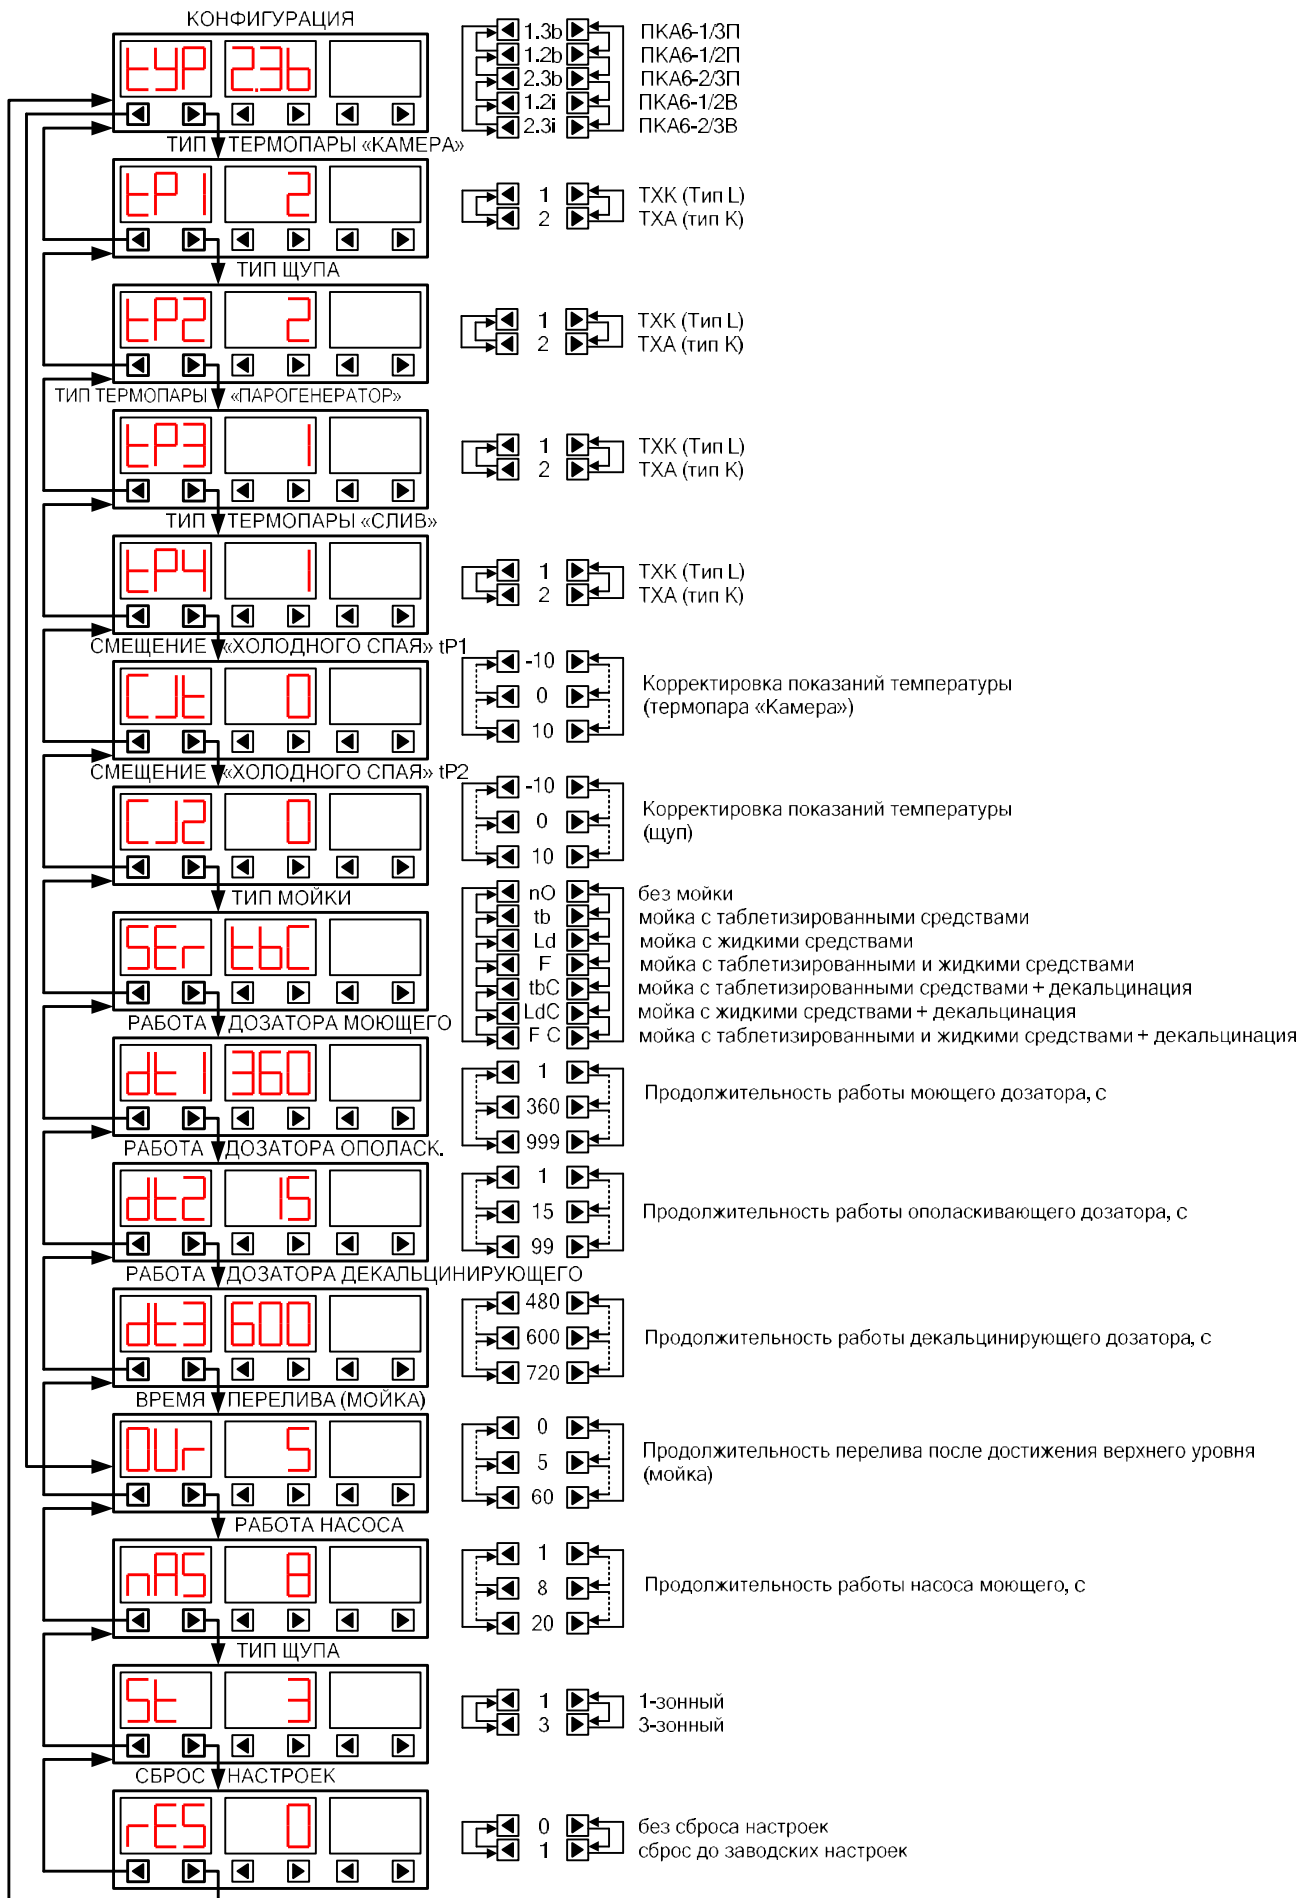 КОНФИГУРАЦИЯ
tYP 2.3b
1.3b ПКА6-1/3П
1.2b ПКА6-1/2П
2.3b ПКА6-2/3П
1.2i ПКА6-1/2В
2.3i ПКА6-2/3В
ТИП ТЕРМОПАРЫ «КАМЕРА»
tP1 2
1 ТХК (Тип L)
2 ТХА (тип К)
ТИП ЩУПА
tP2 2
1 ТХК (Тип L)
2 ТХА (тип К)
ТИП ТЕРМОПАРЫ «ПАРОГЕНЕРАТОР»
tP3 1
1 ТХК (Тип L)
2 ТХА (тип К)
ТИП ТЕРМОПАРЫ «СЛИВ»
tP4 1
1 ТХК (Тип L)
2 ТХА (тип К)
СМЕЩЕНИЕ «ХОЛОДНОГО СПАЯ» tP1
CJt 0
-10
0
10
Корректировка показаний температуры
(термопара «Камера»)
СМЕЩЕНИЕ «ХОЛОДНОГО СПАЯ» tP2
CJ2 0
-10
0
10
Корректировка показаний температуры
(щуп)
ТИП МОЙКИ
SEr tbC
nO без мойки
tb мойка с таблетизированными средствами
Ld мойка с жидкими средствами
F мойка с таблетизированными и жидкими средствами
tbC мойка с таблетизированными средствами + декальцинация
LdC мойка с жидкими средствами + декальцинация
F C мойка с таблетизированными и жидкими средствами + декальцинация
РАБОТА ДОЗАТОРА МОЮЩЕГО
dt1 360
1
360
999
Продолжительность работы моющего дозатора, с
РАБОТА ДОЗАТОРА ОПОЛАСК.
dt2 15
1
15
99
Продолжительность работы ополаскивающего дозатора, с
РАБОТА ДОЗАТОРА ДЕКАЛЬЦИНИРУЮЩЕГО
dt3 600
480
600
720
Продолжительность работы декальцинирующего дозатора, с
ВРЕМЯ ПЕРЕЛИВА (МОЙКА)
OUr 5
0
5
60
Продолжительность перелива после достижения верхнего уровня
(мойка)
РАБОТА НАСОСА
nAS 8
1
8
20
Продолжительность работы насоса моющего, с
ТИП ЩУПА
St 3
1 1-зонный
3 3-зонный
СБРОС НАСТРОЕК
rES 0
0 без сброса настроек
1 сброс до заводских настроек